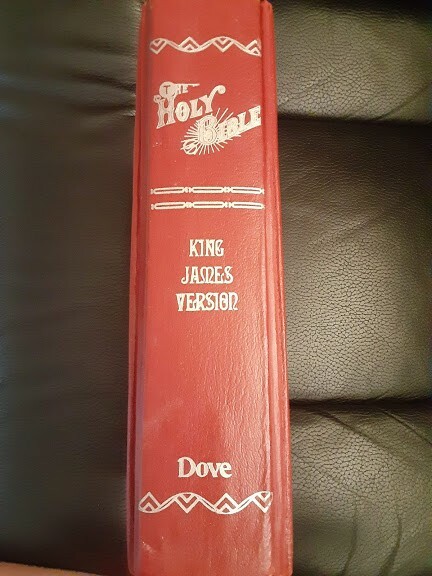 THE
HOLY
BIBLE
KING
JAMES
VERSION
Dove